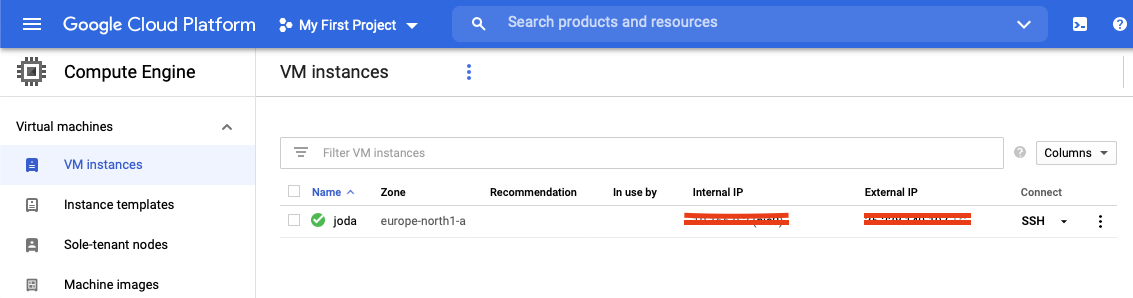 Google Cloud Platform My First Project Search products and resources
Compute Engine VM instances
Virtual machines
VM instances
Instance templates
Sole-tenant nodes
Machine images
Filter VM instances Columns
Name Zone Recommendation In use by Internal IP External IP Connect
joda europe-north1-a SSH